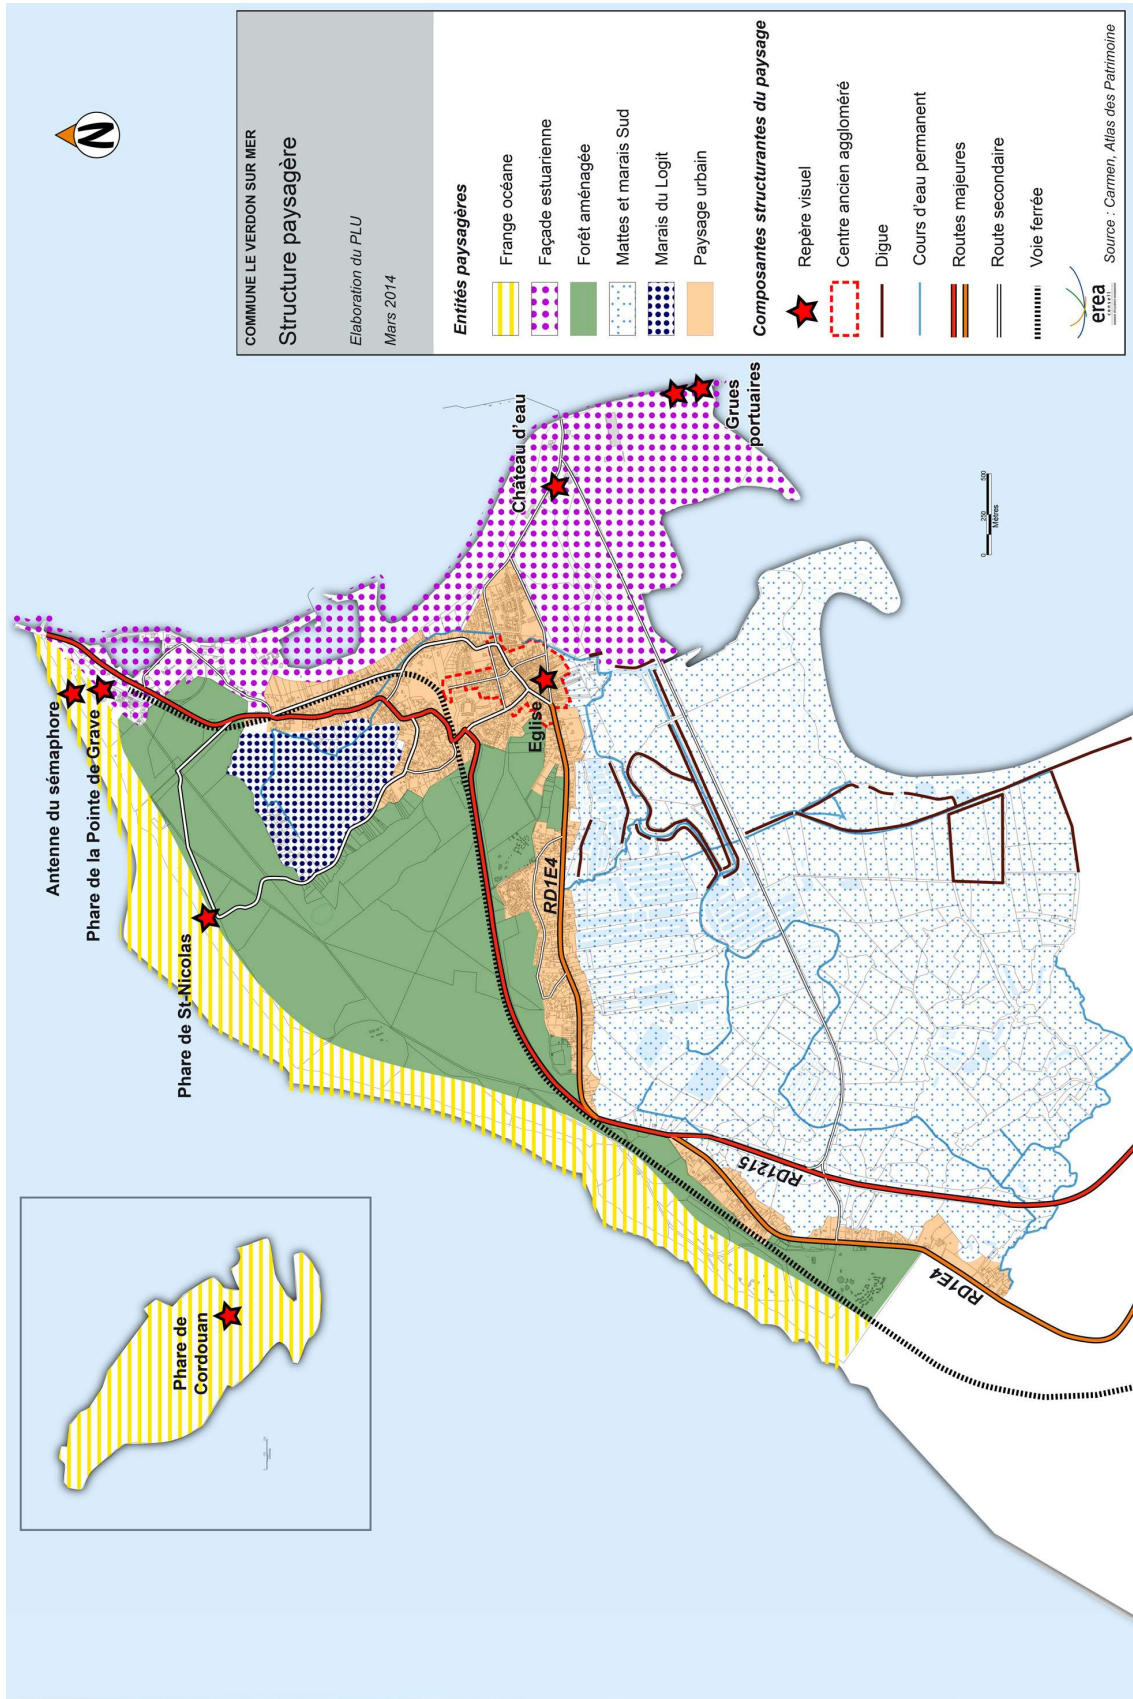 COMMUNE LE VERDON SUR MER
Structure paysagère
Elaboration du PLU
Mars 2014
Entités paysagères
Frange océane
Façade estuarienne
Forêt aménagée
Mattes et marais Sud
Marais du Logit
Paysage urbain
Composantes structurantes du paysage
Repère visuel
Centre ancien aggloméré
Digue
Cours d'eau permanent
Routes majeures
Route secondaire
Voie ferrée
erea
conseil
Source : Carmen, Atlas des Patrimoine
N
Antenne du sémaphore
Phare de la Pointe de Grave
Phare de St-Nicolas
Château d'eau
Grues
portuaires
Eglise
RD1E4
RD1215
RD1E4
Phare de
Cordouan
0 250 500
Mètres